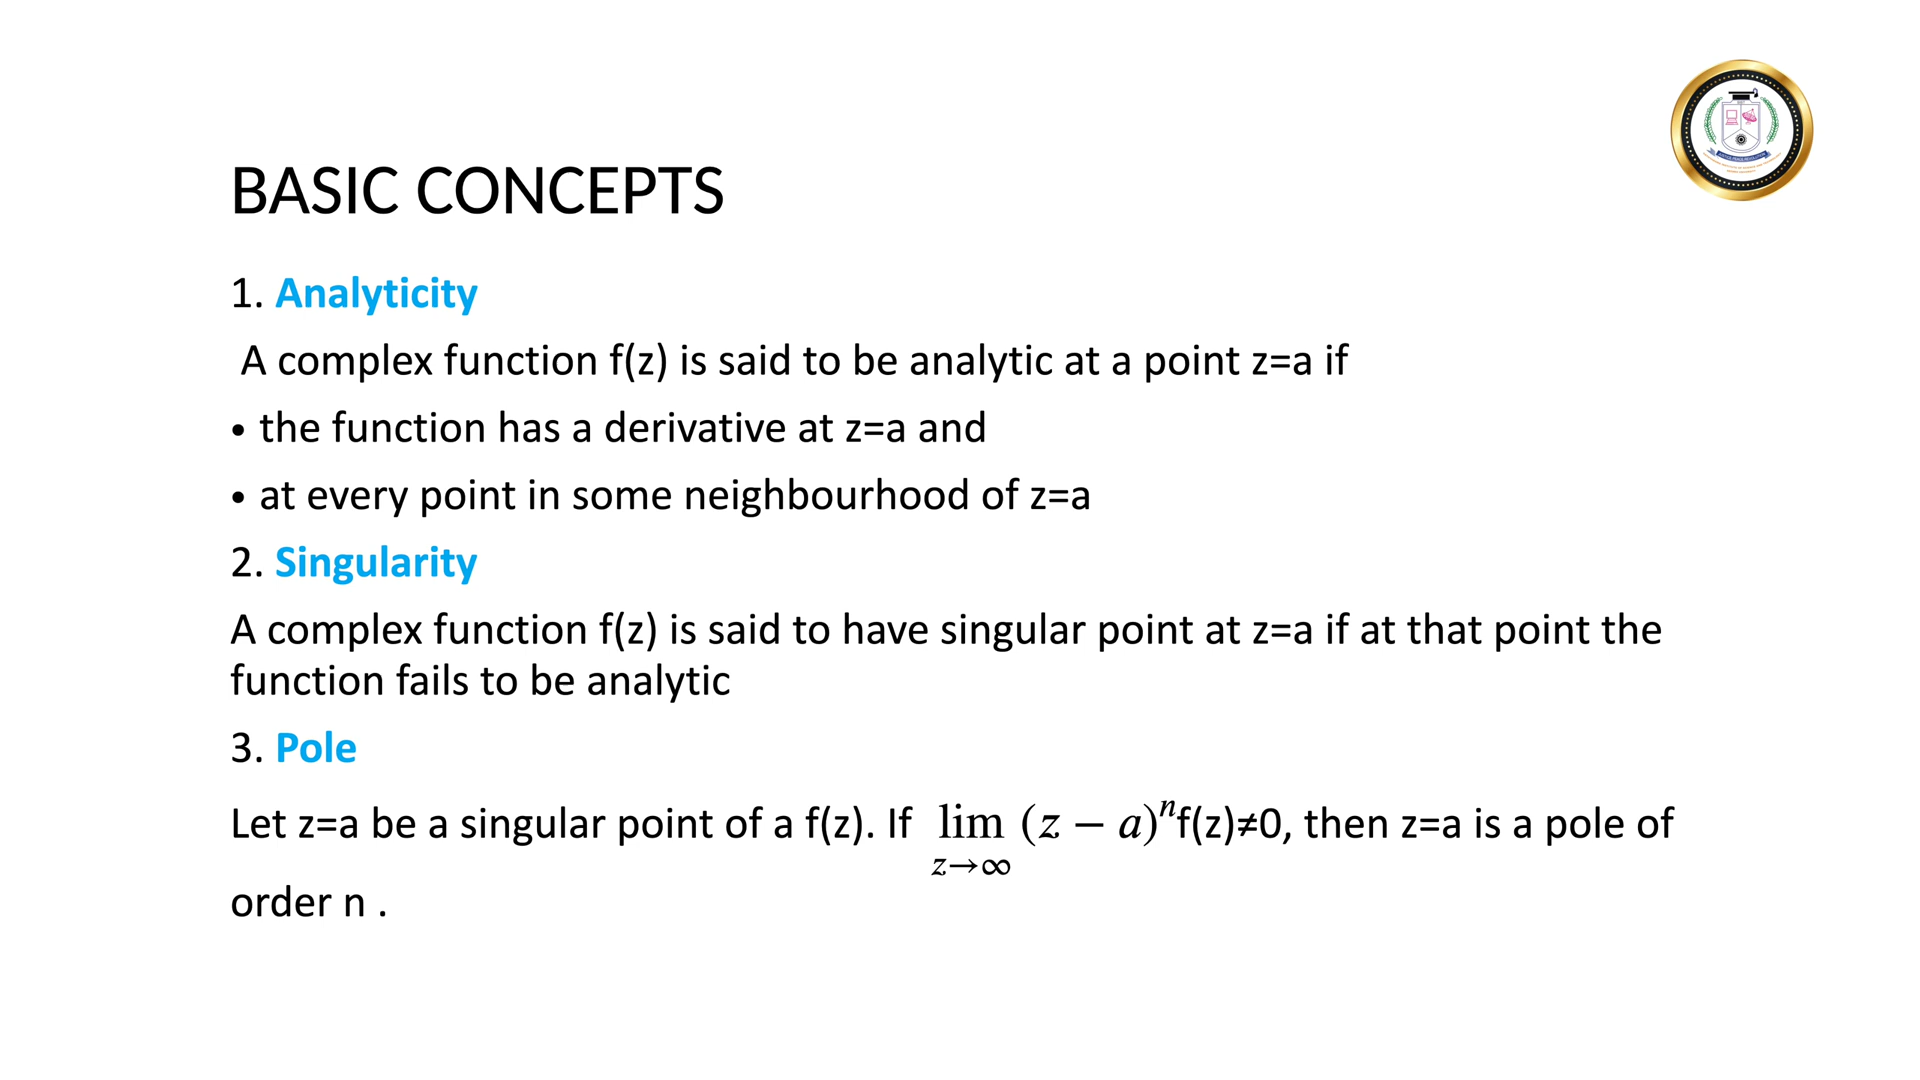 BASIC CONCEPTS
1. Analyticity
A complex function f(z) is said to be analytic at a point z=a if
• the function has a derivative at z=a and
• at every point in some neighbourhood of z=a
2. Singularity
A complex function f(z) is said to have singular point at z=a if at that point the
function fails to be analytic
3. Pole
Let z=a be a singular point of a f(z). If lim z→∞ (z − a)ⁿf(z)≠0, then z=a is a pole of
order n .